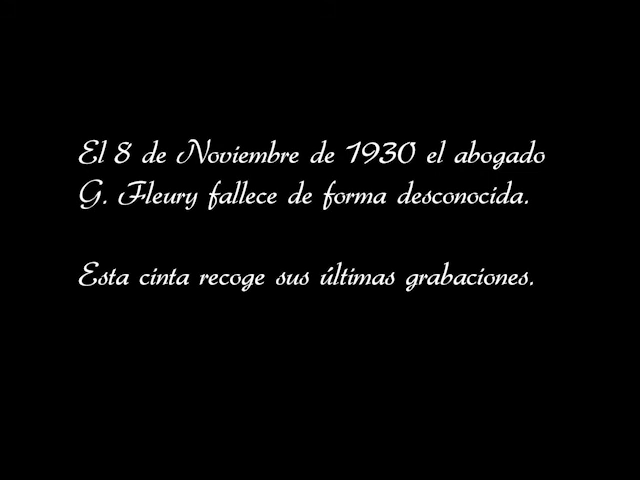 El 8 de Noviembre de 1930 el abogado
G. Fleury fallece de forma desconocida.
Esta cinta recoge sus últimas grabaciones.